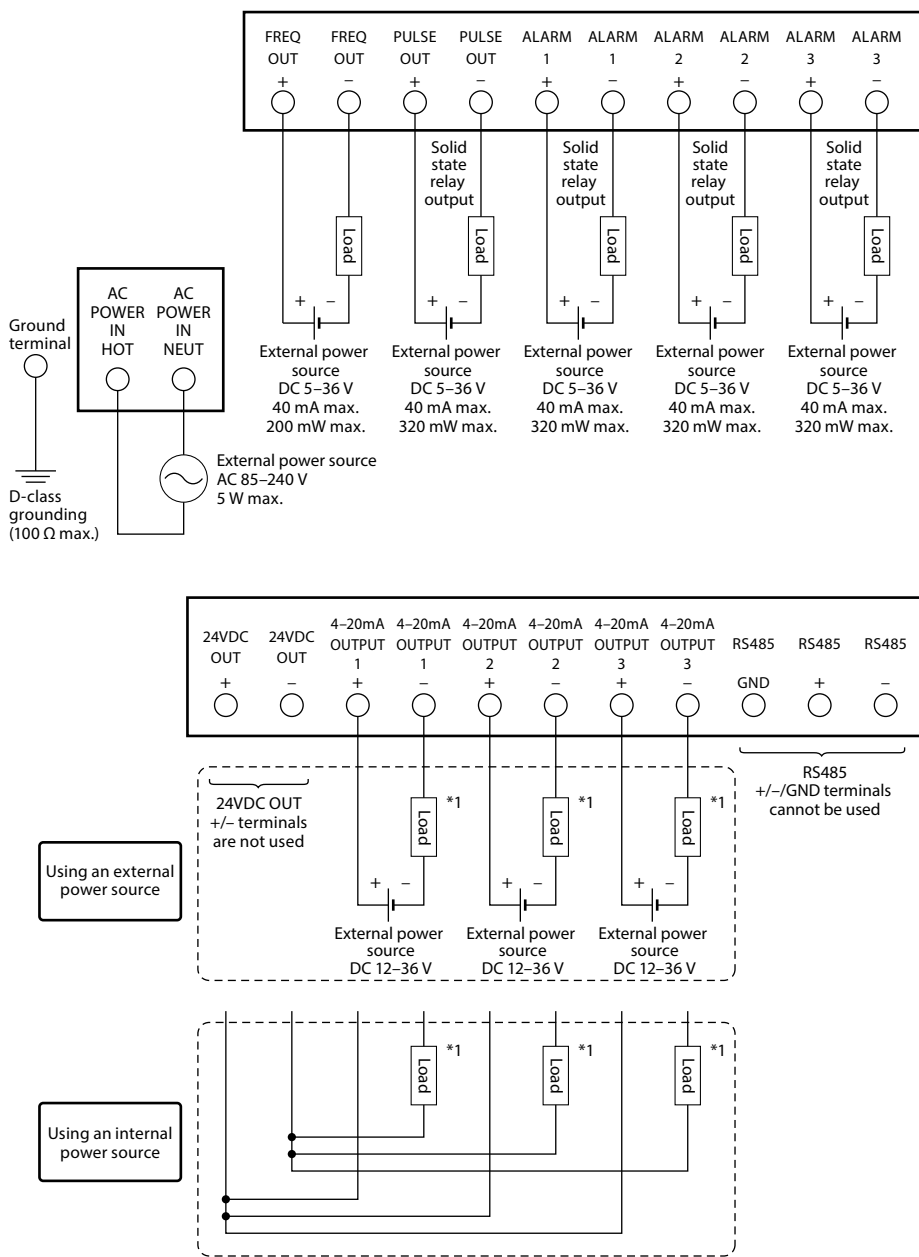 FREQ OUT +
FREQ OUT –
PULSE OUT +
PULSE OUT –
ALARM 1 +
ALARM 1 –
ALARM 2 +
ALARM 2 –
ALARM 3 +
ALARM 3 –
Solid
state
relay
output
Solid
state
relay
output
Solid
state
relay
output
Solid
state
relay
output
Load
Load
Load
Load
Load
+ –
+ –
+ –
+ –
+ –
External power
source
DC 5–36 V
40 mA max.
200 mW max.
External power
source
DC 5–36 V
40 mA max.
320 mW max.
External power
source
DC 5–36 V
40 mA max.
320 mW max.
External power
source
DC 5–36 V
40 mA max.
320 mW max.
External power
source
DC 5–36 V
40 mA max.
320 mW max.
Ground
terminal
AC
POWER
IN
HOT
AC
POWER
IN
NEUT
External power source
AC 85–240 V
5 W max.
D-class
grounding
(100 Ω max.)
24VDC
OUT
+
24VDC
OUT
–
4–20mA
OUTPUT
1
+
4–20mA
OUTPUT
1
–
4–20mA
OUTPUT
2
+
4–20mA
OUTPUT
2
–
4–20mA
OUTPUT
3
+
4–20mA
OUTPUT
3
–
RS485
GND
RS485
+
RS485
–
24VDC OUT
+/– terminals
are not used
RS485
+/–/GND terminals
cannot be used
Using an external
power source
Load *1
Load *1
Load *1
+ –
+ –
+ –
External power
source
DC 12–36 V
External power
source
DC 12–36 V
External power
source
DC 12–36 V
Using an internal
power source
Load *1
Load *1
Load *1